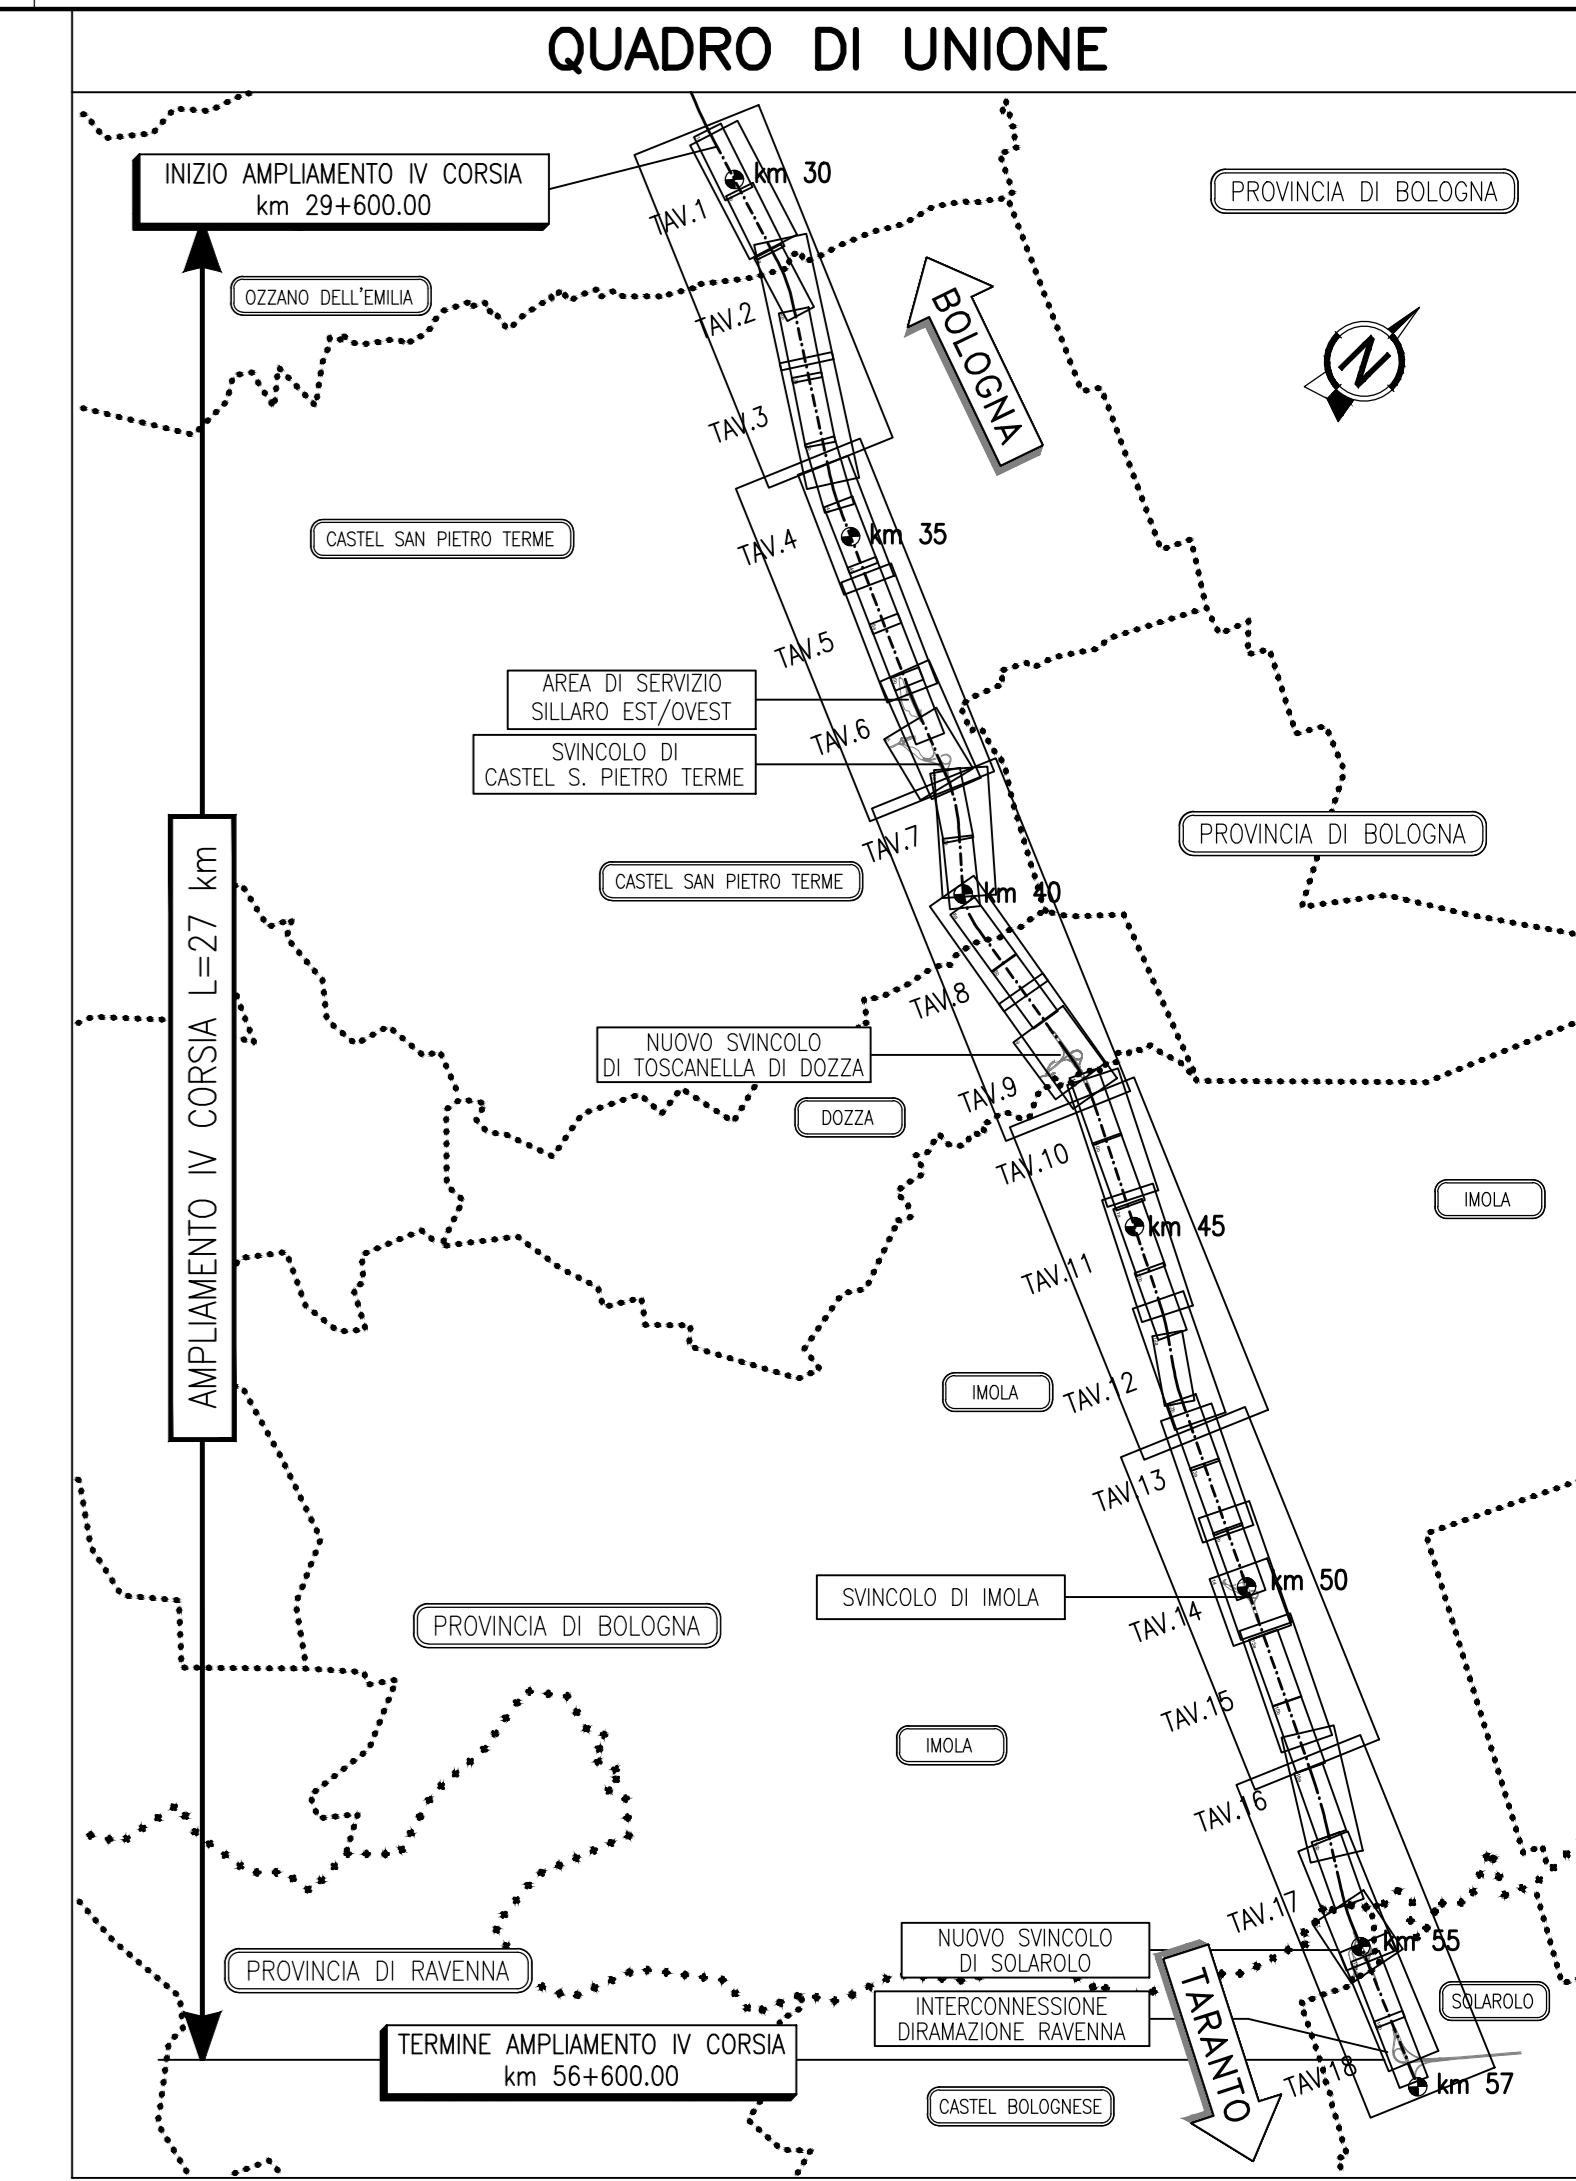 QUADRO DI UNIONE
INIZIO AMPLIAMENTO IV CORSIA
km 29+600.00
km 30
PROVINCIA DI BOLOGNA
TAV.1
OZZANO DELL'EMILIA
TAV.2
BOLOGNA
N
TAV.3
CASTEL SAN PIETRO TERME
TAV.4
km 35
TAV.5
AREA DI SERVIZIO
SILLARO EST/OVEST
TAV.6
SVINCOLO DI
CASTEL S. PIETRO TERME
TAV.7
PROVINCIA DI BOLOGNA
CASTEL SAN PIETRO TERME
km 40
AMPLIAMENTO IV CORSIA L=27 km
TAV.8
NUOVO SVINCOLO
DI TOSCANELLA DI DOZZA
TAV.9
DOZZA
TAV.10
IMOLA
km 45
TAV.11
IMOLA
TAV.12
TAV.13
km 50
SVINCOLO DI IMOLA
TAV.14
PROVINCIA DI BOLOGNA
TAV.15
IMOLA
TAV.16
TAV.17
NUOVO SVINCOLO
DI SOLAROLO
km 55
PROVINCIA DI RAVENNA
TARANTO
SOLAROLO
INTERCONNESSIONE
DIRAMAZIONE RAVENNA
TERMINE AMPLIAMENTO IV CORSIA
km 56+600.00
TAV.18
km 57
CASTEL BOLOGNESE